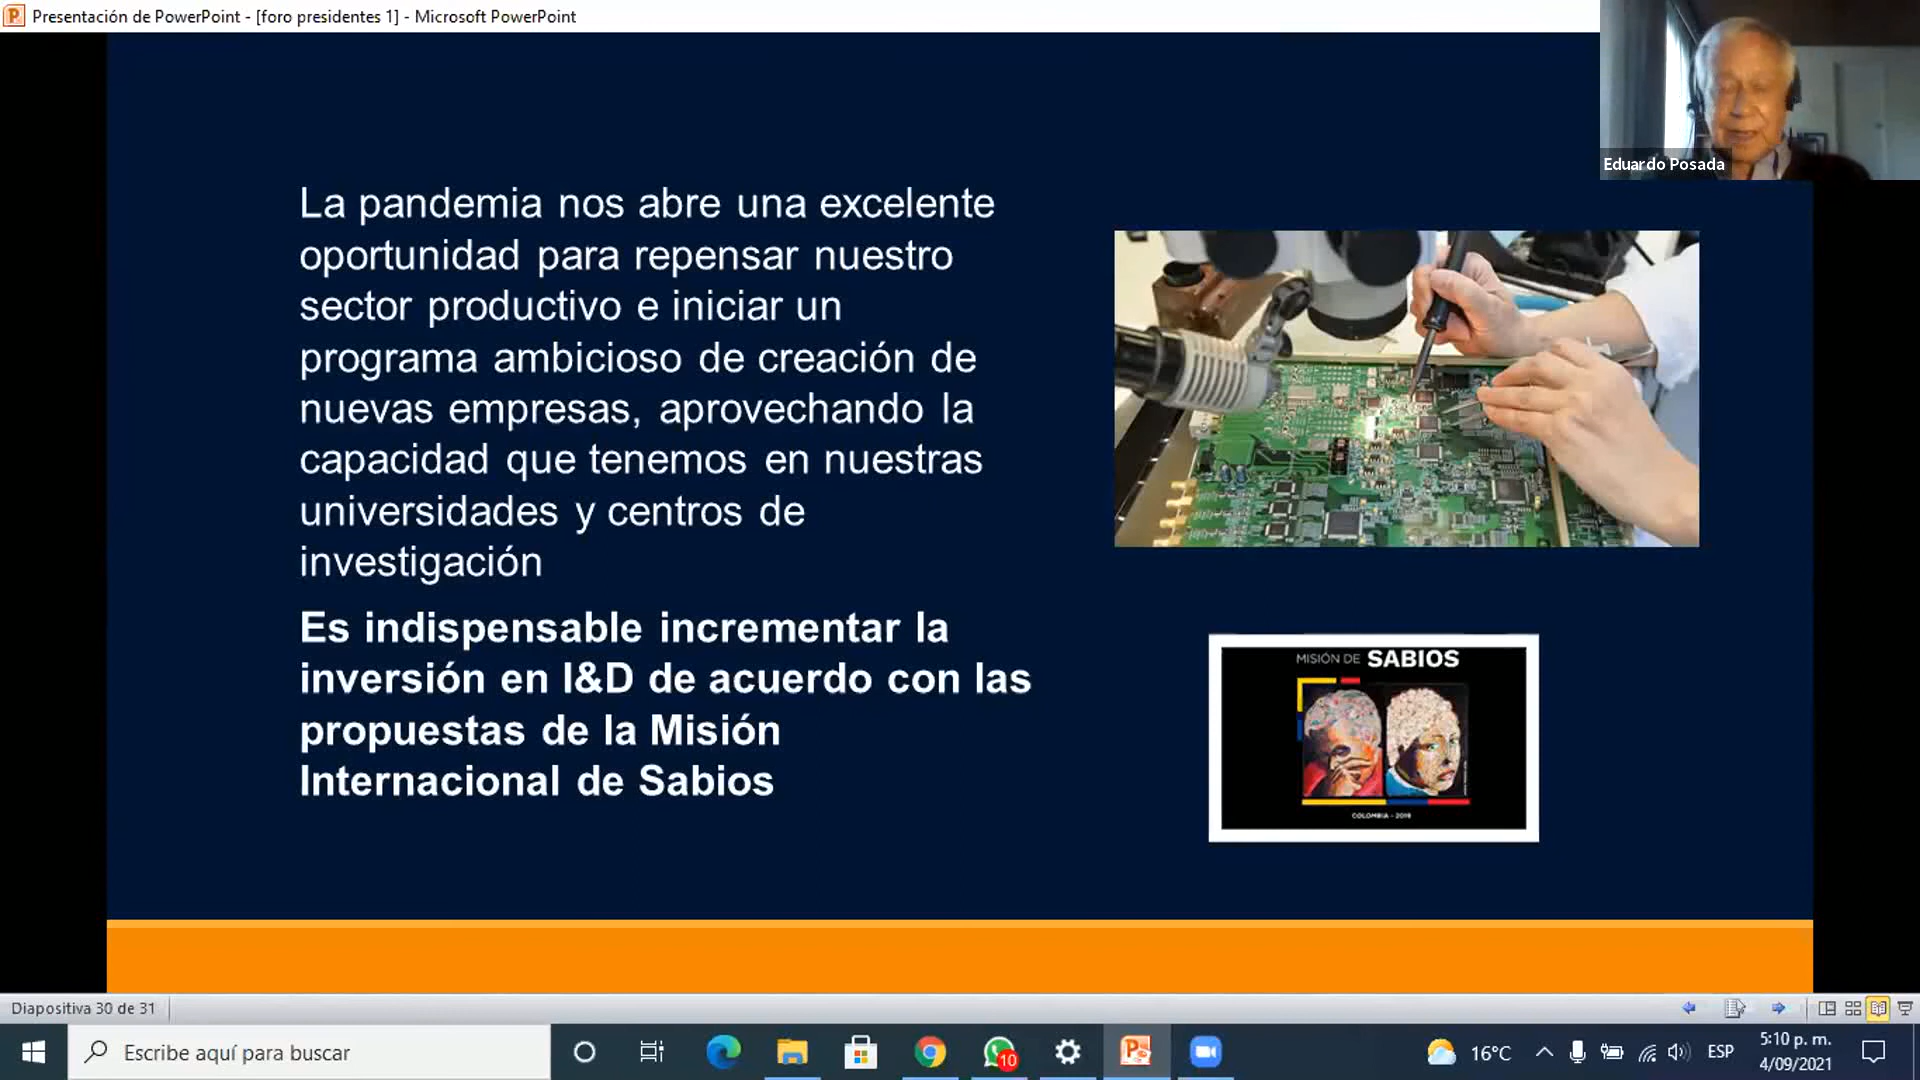 Presentación de PowerPoint - [foro presidentes 1] - Microsoft PowerPoint
Eduardo Posada
La pandemia nos abre una excelente
oportunidad para repensar nuestro
sector productivo e iniciar un
programa ambicioso de creación de
nuevas empresas, aprovechando la
capacidad que tenemos en nuestras
universidades y centros de
investigación
Es indispensable incrementar la
inversión en I&D de acuerdo con las
propuestas de la Misión
Internacional de Sabios
MISIÓN DE SABIOS
COLOMBIA - 2019
Diapositiva 30 de 31
Escribe aquí para buscar
10
16°C
ESP
5:10 p. m.
4/09/2021